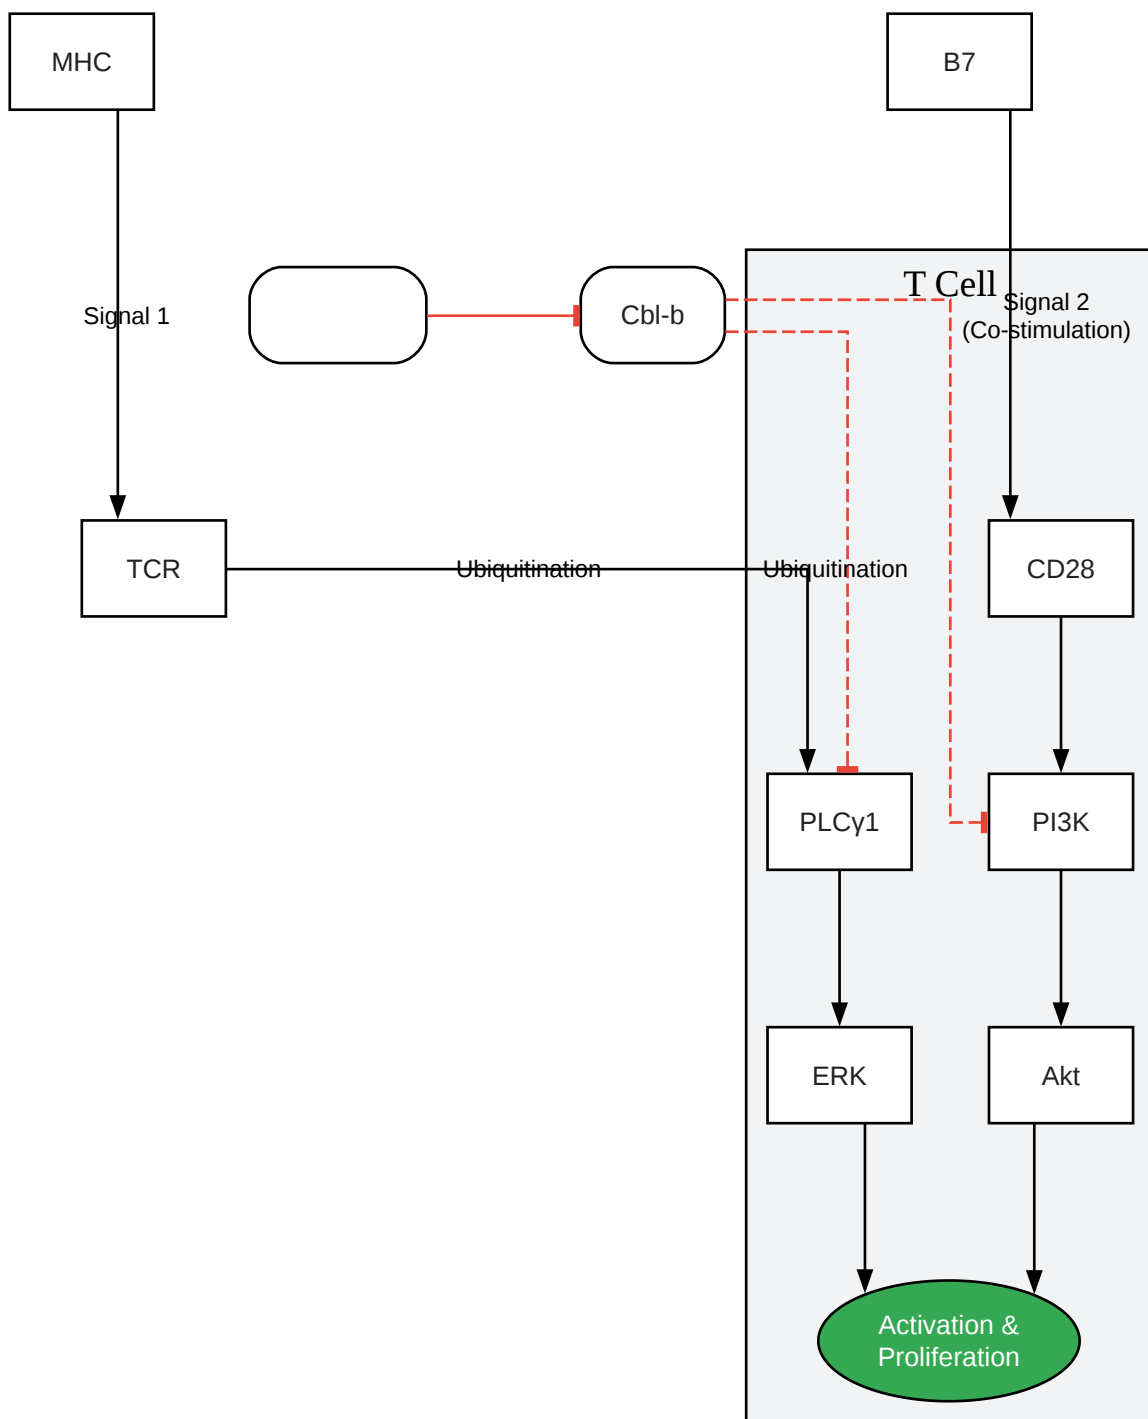 MHC
B7
T Cell
Signal 1
Cbl-b
Signal 2
(Co-stimulation)
TCR
Ubiquitination
Ubiquitination
CD28
PLCγ1
PI3K
ERK
Akt
Activation &
Proliferation